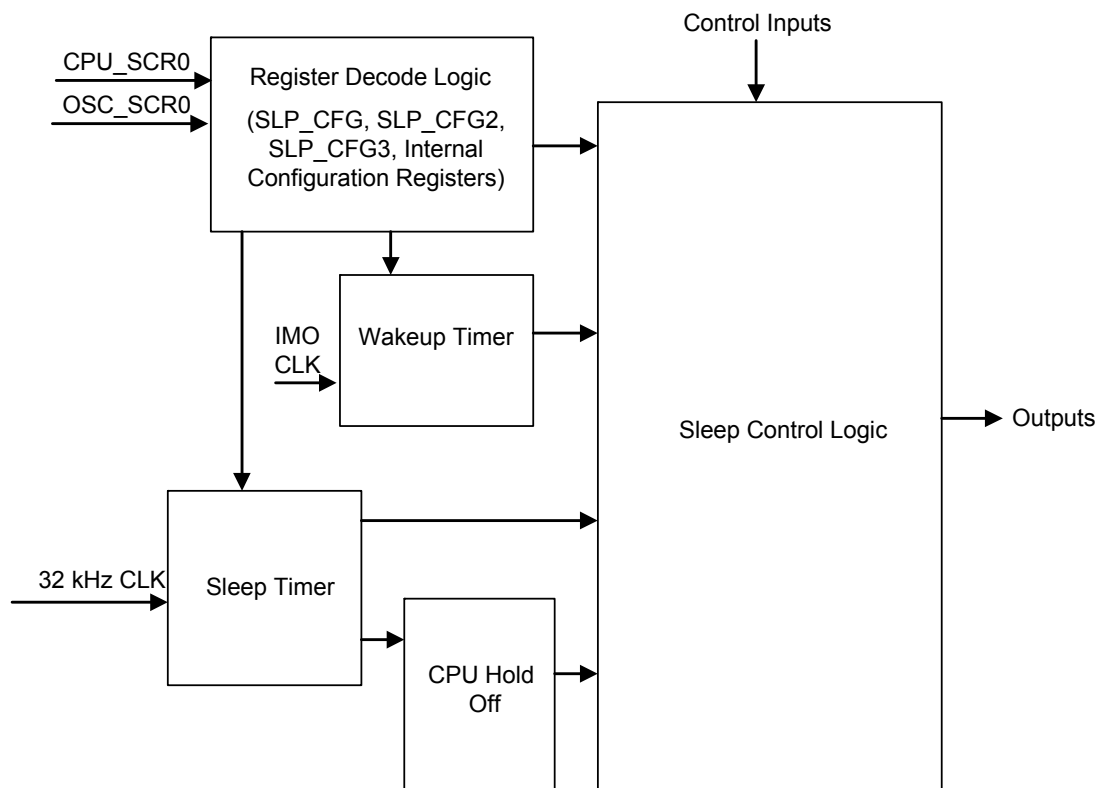 Control Inputs
CPU_SCR0
OSC_SCR0
Register Decode Logic
(SLP_CFG, SLP_CFG2,
SLP_CFG3, Internal
Configuration Registers)
IMO
CLK
Wakeup Timer
Sleep Control Logic
Outputs
32 kHz CLK
Sleep Timer
CPU Hold
Off